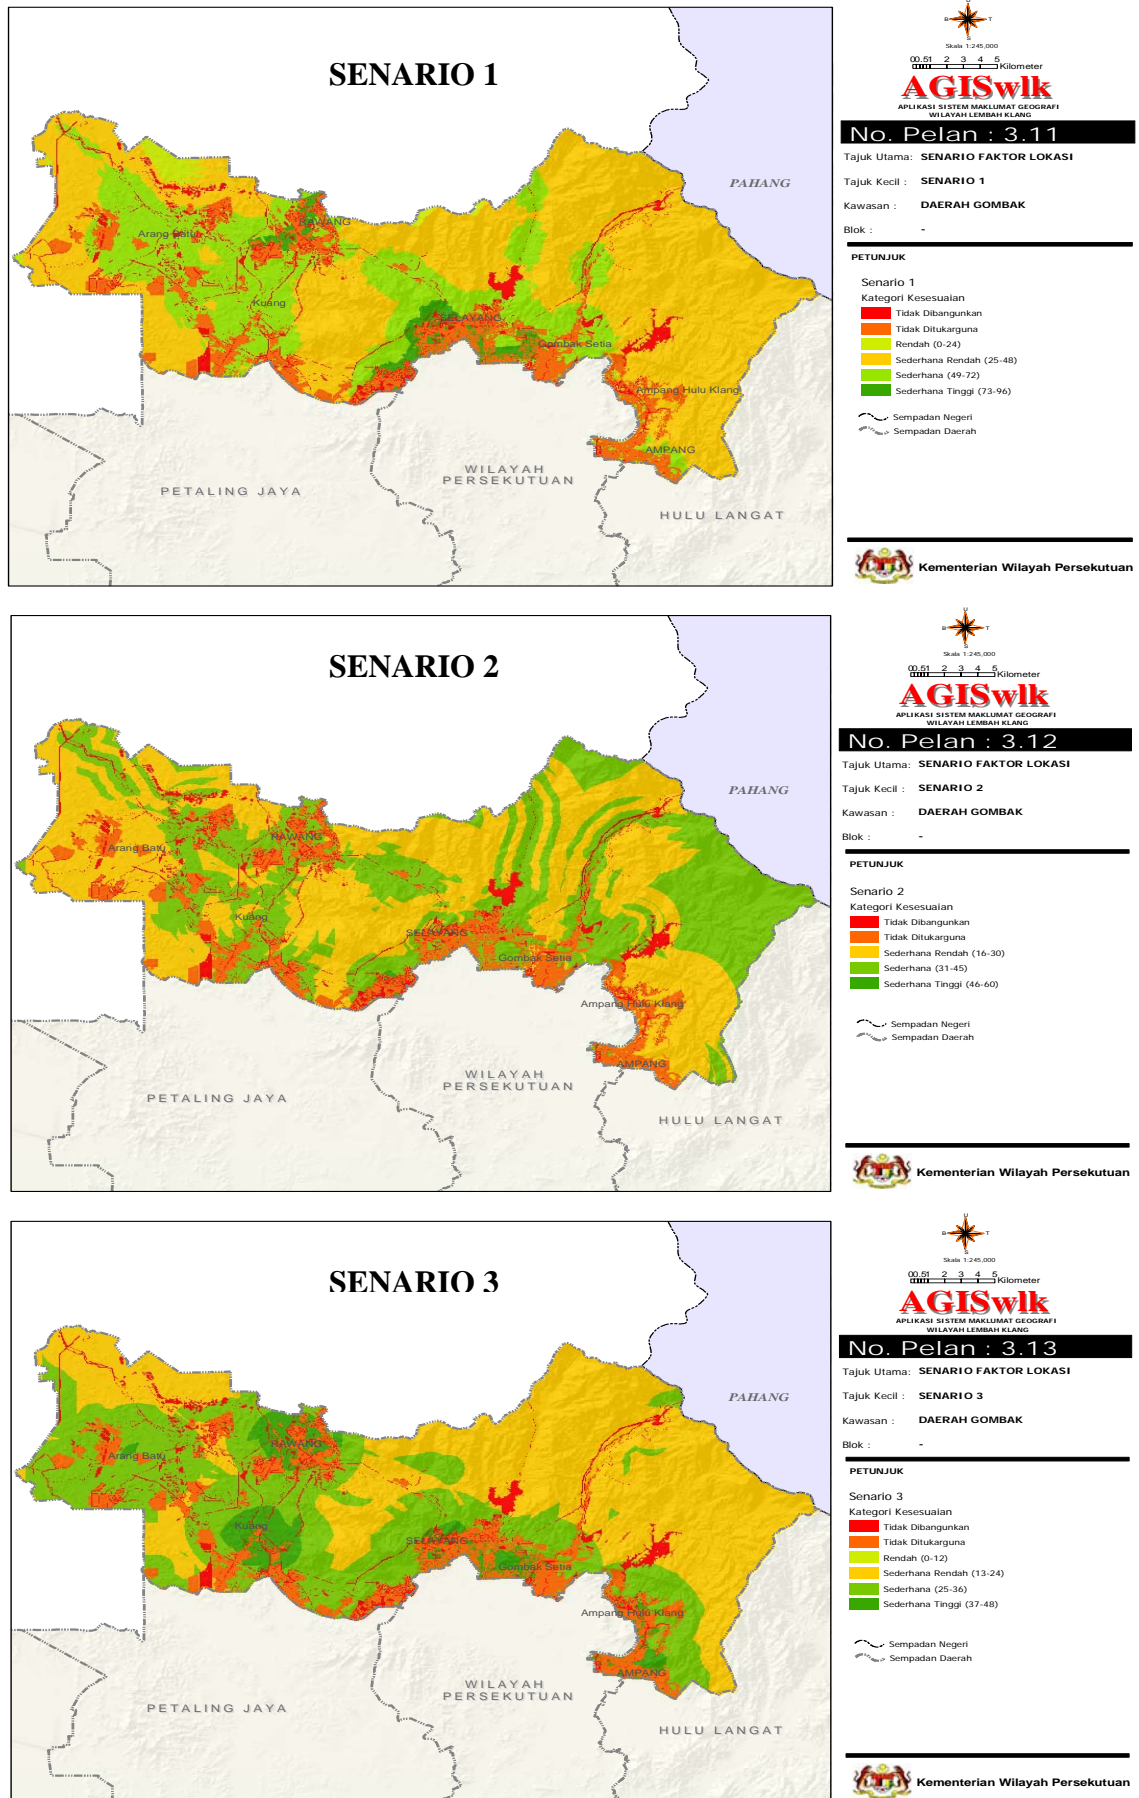 SENARIO 1
PAHANG
RAWANG
Arang Batu
Kuang
SELAYANG
Gombak Setia
Ampang Hulu Klang
AMPANG
WILAYAH
PERSEKUTUAN
PETALING JAYA
HULU LANGAT
B T
S
Skala 1:245,000
00.51 2 3 4 5
Kilometer
AGISwlk
APLIKASI SISTEM MAKLUMAT GEOGRAFI
WILAYAH LEMBAH KLANG
No. Pelan : 3.11
Tajuk Utama: SENARIO FAKTOR LOKASI
Tajuk Kecil : SENARIO 1
Kawasan : DAERAH GOMBAK
Blok : -
PETUNJUK
Senario 1
Kategori Kesesuaian
Tidak Dibangunkan
Tidak Ditukarguna
Rendah (0-24)
Sederhana Rendah (25-48)
Sederhana (49-72)
Sederhana Tinggi (73-96)
Sempadan Negeri
Sempadan Daerah
Kementerian Wilayah Persekutuan
SENARIO 2
PAHANG
RAWANG
Arang Batu
Kuang
SELAYANG
Gombak Setia
Ampang Hulu Klang
AMPANG
WILAYAH
PERSEKUTUAN
PETALING JAYA
HULU LANGAT
U
B T
S
Skala 1:245,000
00.51 2 3 4 5
Kilometer
AGISwlk
APLIKASI SISTEM MAKLUMAT GEOGRAFI
WILAYAH LEMBAH KLANG
No. Pelan : 3.12
Tajuk Utama: SENARIO FAKTOR LOKASI
Tajuk Kecil : SENARIO 2
Kawasan : DAERAH GOMBAK
Blok : -
PETUNJUK
Senario 2
Kategori Kesesuaian
Tidak Dibangunkan
Tidak Ditukarguna
Sederhana Rendah (16-30)
Sederhana (31-45)
Sederhana Tinggi (46-60)
Sempadan Negeri
Sempadan Daerah
Kementerian Wilayah Persekutuan
SENARIO 3
PAHANG
RAWANG
Arang Batu
Kuang
SELAYANG
Gombak Setia
Ampang Hulu Klang
AMPANG
WILAYAH
PERSEKUTUAN
PETALING JAYA
HULU LANGAT
U
B T
S
Skala 1:245,000
00.51 2 3 4 5
Kilometer
AGISwlk
APLIKASI SISTEM MAKLUMAT GEOGRAFI
WILAYAH LEMBAH KLANG
No. Pelan : 3.13
Tajuk Utama: SENARIO FAKTOR LOKASI
Tajuk Kecil : SENARIO 3
Kawasan : DAERAH GOMBAK
Blok : -
PETUNJUK
Senario 3
Kategori Kesesuaian
Tidak Dibangunkan
Tidak Ditukarguna
Rendah (0-12)
Sederhana Rendah (13-24)
Sederhana (25-36)
Sederhana Tinggi (37-48)
Sempadan Negeri
Sempadan Daerah
Kementerian Wilayah Persekutuan